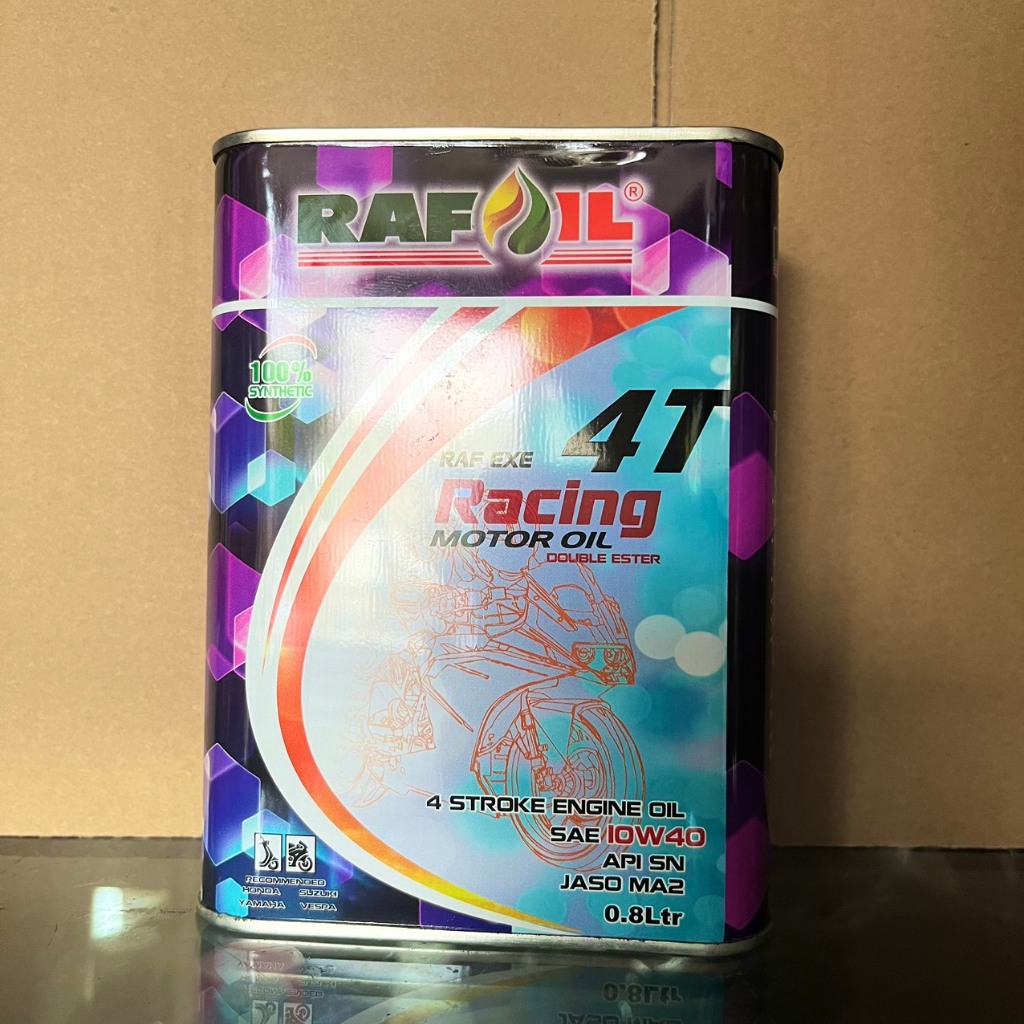 RAFOIL®
100%
SYNTHETIC
4T
RAF EXE
Racing
MOTOR OIL
DOUBLE ESTER
4 STROKE ENGINE OIL
SAE 10W40
API SN
JASO MA2
0.8Ltr
RECOMMENDED
HONDA SUZUKI
YAMAHA VESPA